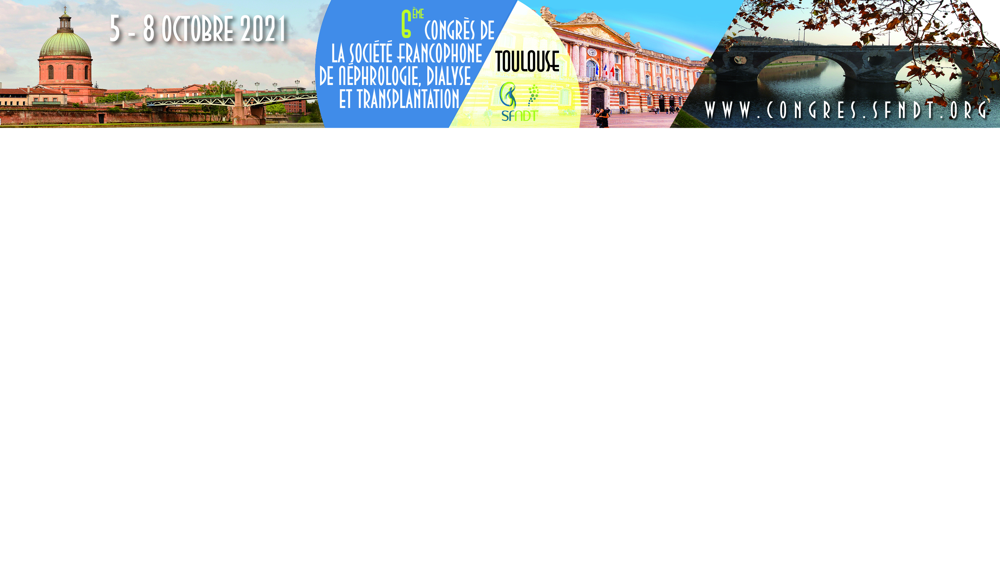 5 - 8 OCTOBRE 2021
6ÈME CONGRÈS DE
LA SOCIÉTÉ FRANCOPHONE
DE NÉPHROLOGIE, DIALYSE
ET TRANSPLANTATION
TOULOUSE
SFNDT
WWW.CONGRES.SFNDT.ORG